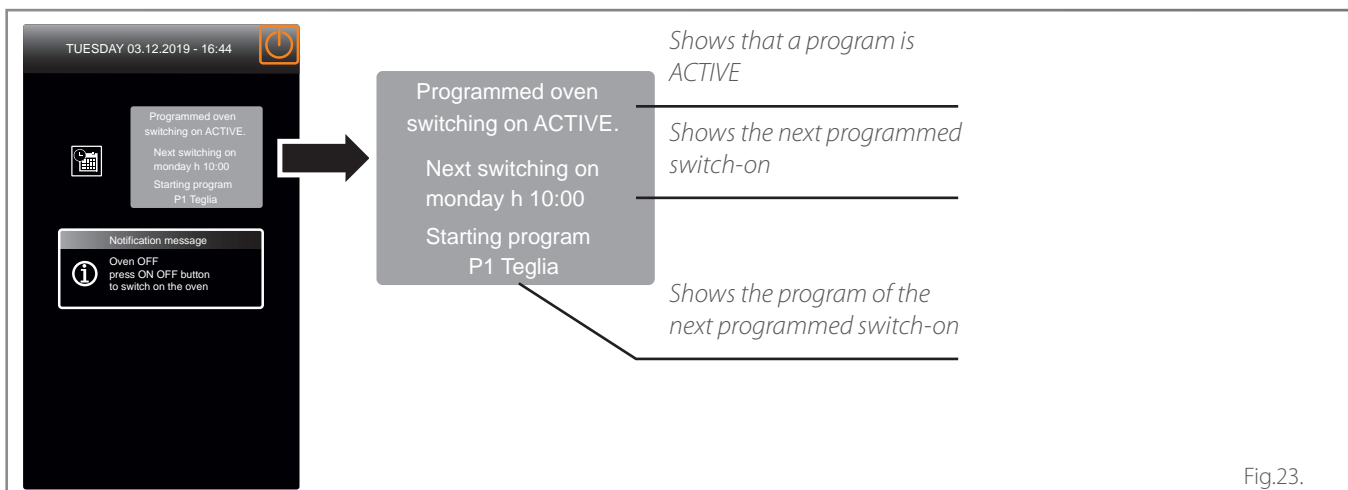 TUESDAY 03.12.2019 - 16:44
Programmed oven
switching on ACTIVE.
Next switching on
monday h 10:00
Starting program
P1 Teglia
Notification message
Oven OFF
press ON OFF button
to switch on the oven
Programmed oven
switching on ACTIVE.
Next switching on
monday h 10:00
Starting program
P1 Teglia
Shows that a program is
ACTIVE
Shows the next programmed
switch-on
Shows the program of the
next programmed switch-on
Fig.23.